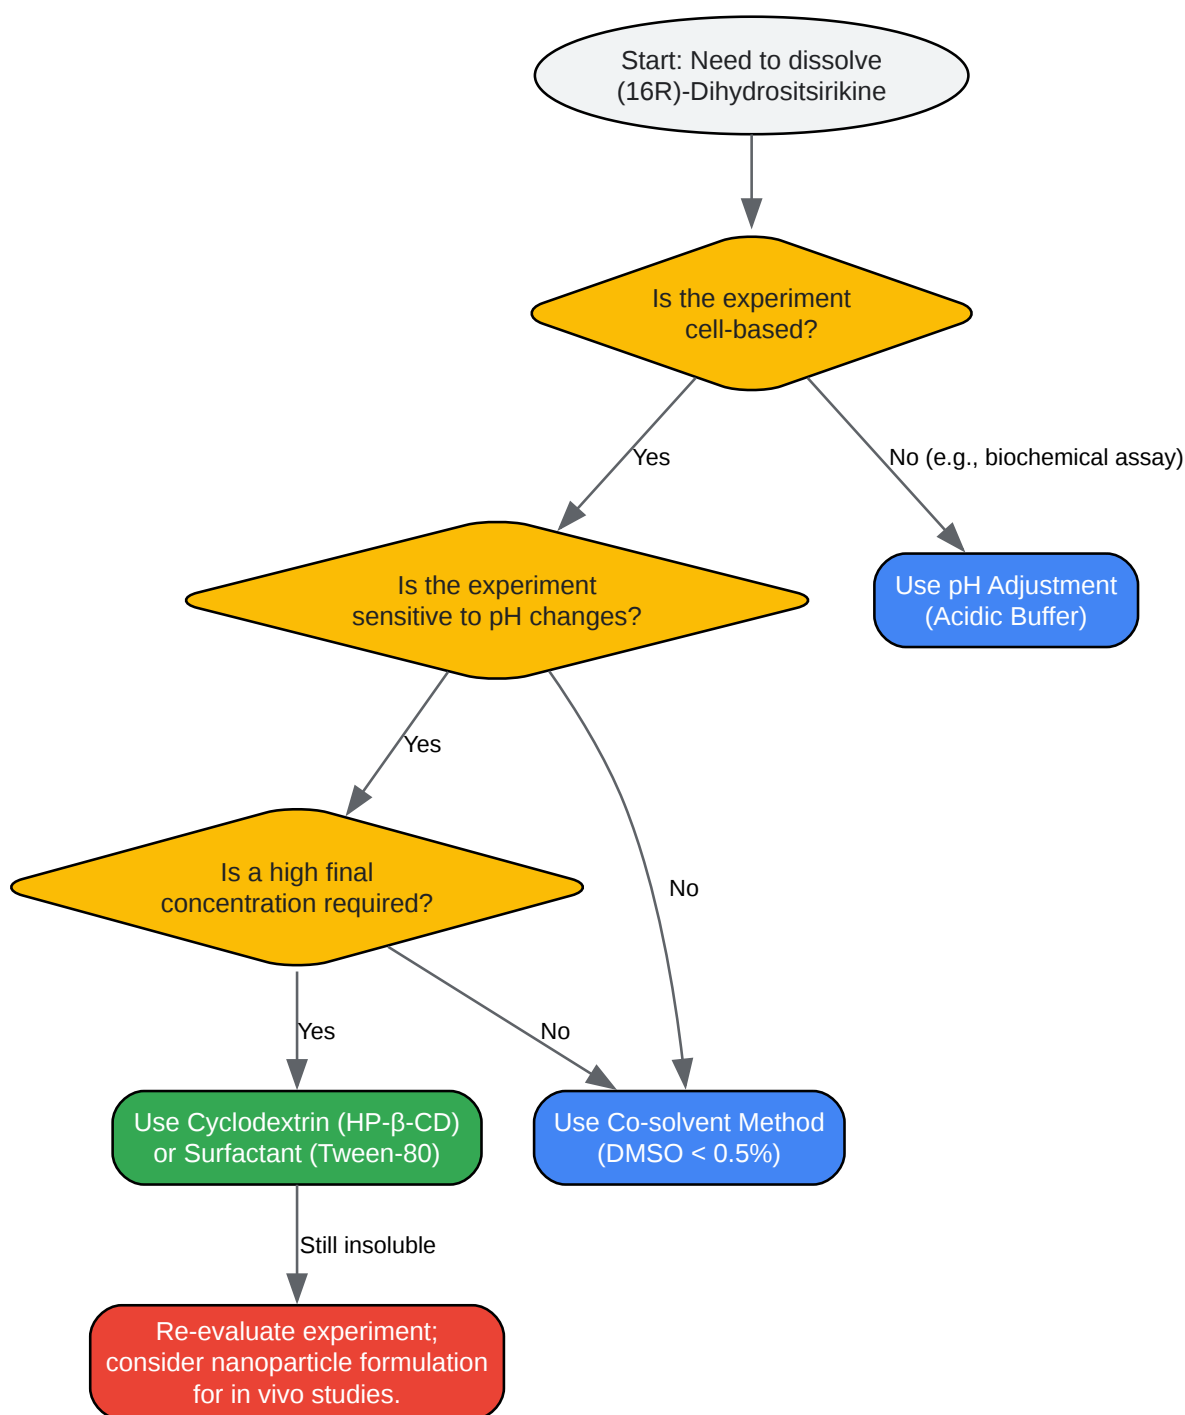 Start: Need to dissolve
(16R)-Dihydrositsirikine
Is the experiment
cell-based?
Yes
No (e.g., biochemical assay)
Is the experiment
sensitive to pH changes?
Use pH Adjustment
(Acidic Buffer)
Yes
No
Is a high final
concentration required?
Yes
No
Use Cyclodextrin (HP-β-CD)
or Surfactant (Tween-80)
Use Co-solvent Method
(DMSO < 0.5%)
Still insoluble
Re-evaluate experiment;
consider nanoparticle formulation
for in vivo studies.